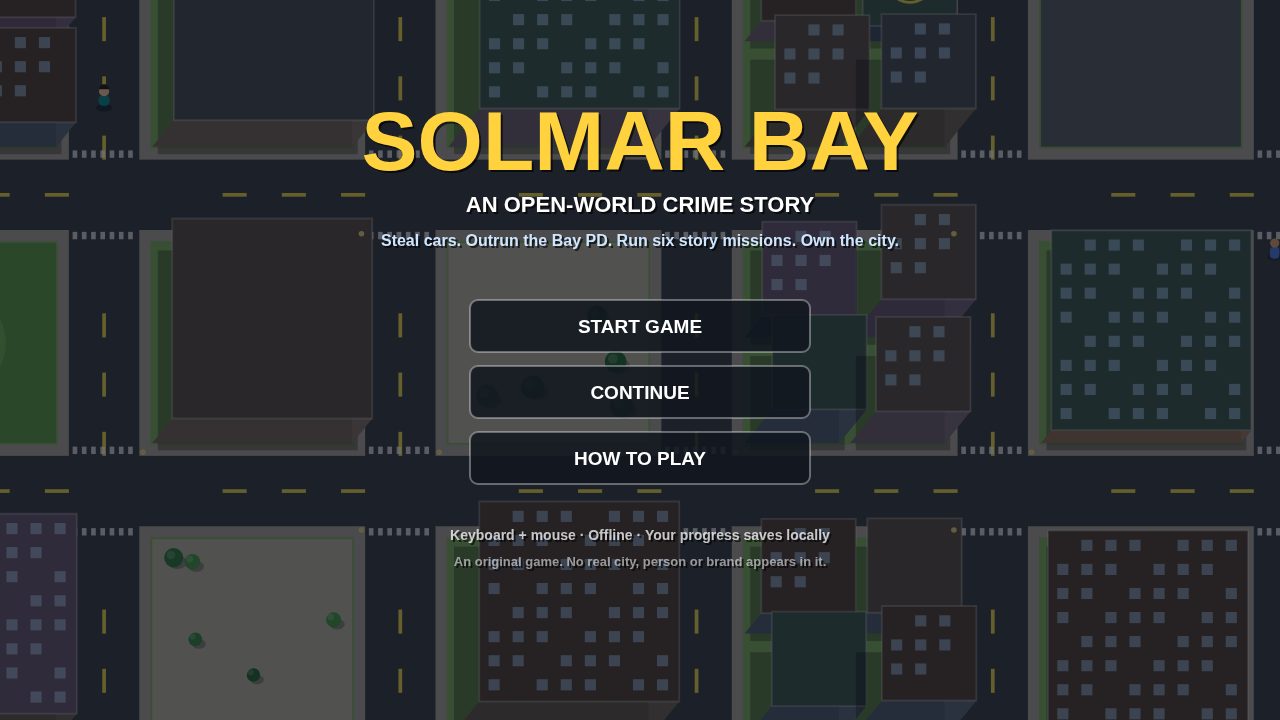 SOLMAR BAY
AN OPEN-WORLD CRIME STORY
Steal cars. Outrun the Bay PD. Run six story missions. Own the city.
START GAME
CONTINUE
HOW TO PLAY
Keyboard + mouse · Offline · Your progress saves locally
An original game. No real city, person or brand appears in it.